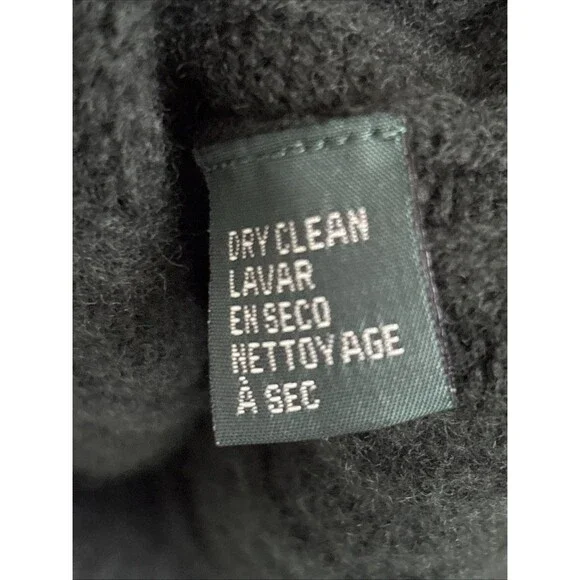 DRY CLEAN
LAVAR
EN SECO
NETTOYAGE
À SEC